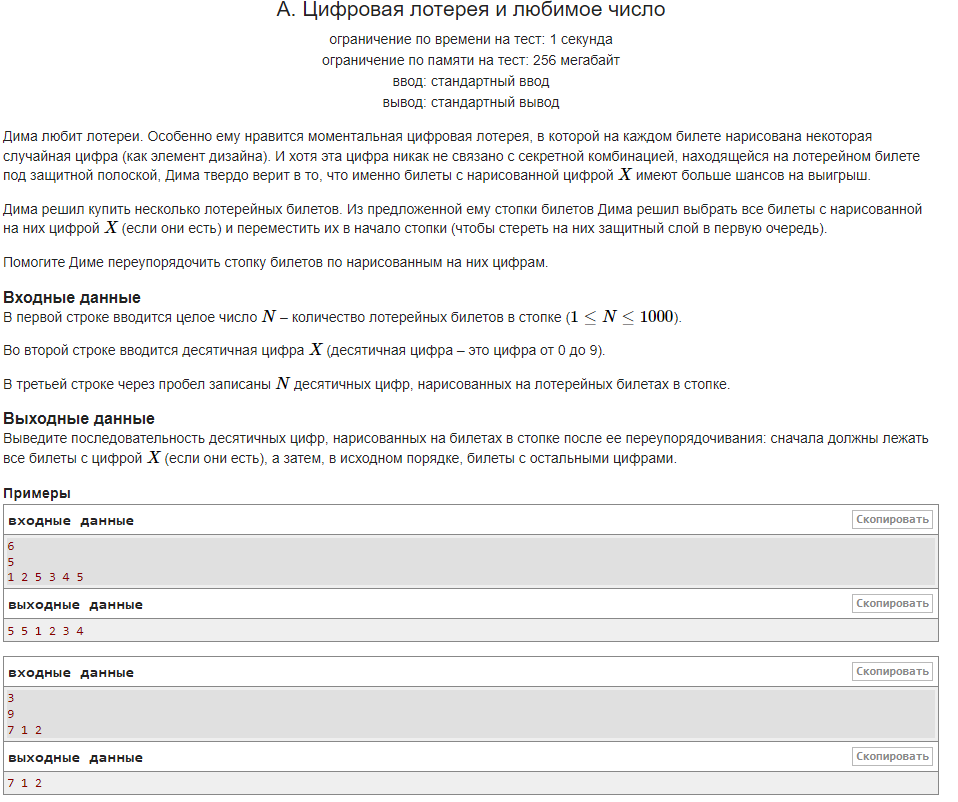 А. Цифровая лотерея и любимое число
ограничение по времени на тест: 1 секунда
ограничение по памяти на тест: 256 мегабайт
ввод: стандартный ввод
вывод: стандартный вывод
Дима любит лотереи. Особенно ему нравится моментальная цифровая лотерея, в которой на каждом билете нарисована некоторая
случайная цифра (как элемент дизайна). И хотя эта цифра никак не связано с секретной комбинацией, находящейся на лотерейном билете
под защитной полоской, Дима твердо верит в то, что именно билеты с нарисованной цифрой X имеют больше шансов на выигрыш.
Дима решил купить несколько лотерейных билетов. Из предложенной ему стопки билетов Дима решил выбрать все билеты с нарисованной
на них цифрой X (если они есть) и переместить их в начало стопки (чтобы стереть на них защитный слой в первую очередь).
Помогите Диме переупорядочить стопку билетов по нарисованным на них цифрам.
Входные данные
В первой строке вводится целое число N – количество лотерейных билетов в стопке (1 ≤ N ≤ 1000).
Во второй строке вводится десятичная цифра X (десятичная цифра – это цифра от 0 до 9).
В третьей строке через пробел записаны N десятичных цифр, нарисованных на лотерейных билетах в стопке.
Выходные данные
Выведите последовательность десятичных цифр, нарисованных на билетах в стопке после ее переупорядочивания: сначала должны лежать
все билеты с цифрой X (если они есть), а затем, в исходном порядке, билеты с остальными цифрами.
Примеры
входные данные Скопировать
6
5
1 2 5 3 4 5
выходные данные Скопировать
5 5 1 2 3 4
входные данные Скопировать
3
9
7 1 2
выходные данные Скопировать
7 1 2